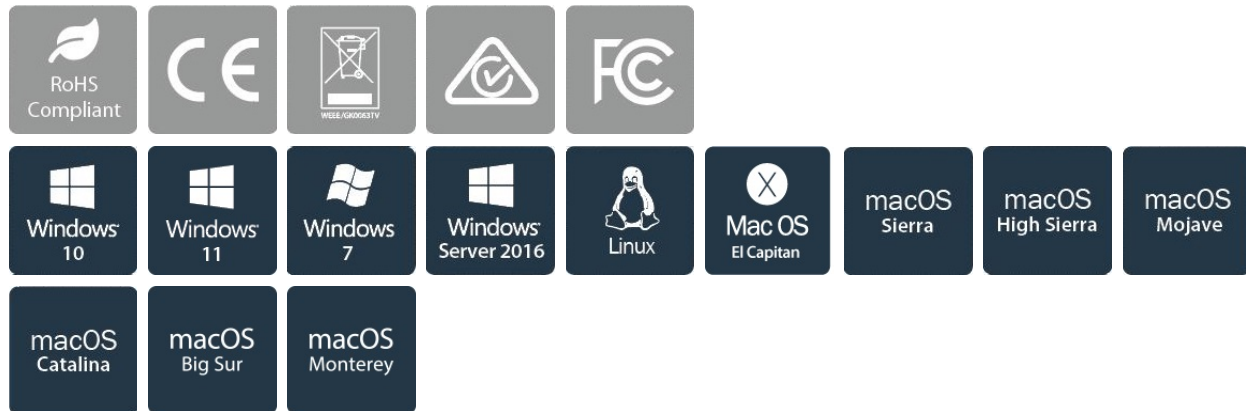 RoHS
Compliant
CE
WEEE/GK0083TV
FC
Windows
10
Windows
11
Windows
7
Windows
Server 2016
Linux
X
Mac OS
El Capitan
macOS
Sierra
macOS
High Sierra
macOS
Mojave
macOS
Catalina
macOS
Big Sur
macOS
Monterey